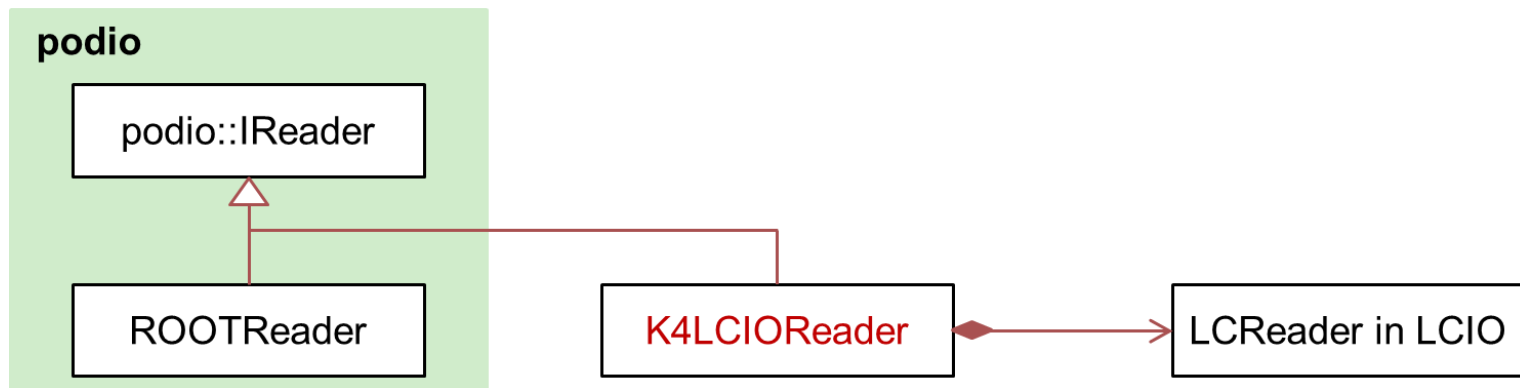 podio
podio::IReader
ROOTReader
K4LCIOReader
LCReader in LCIO